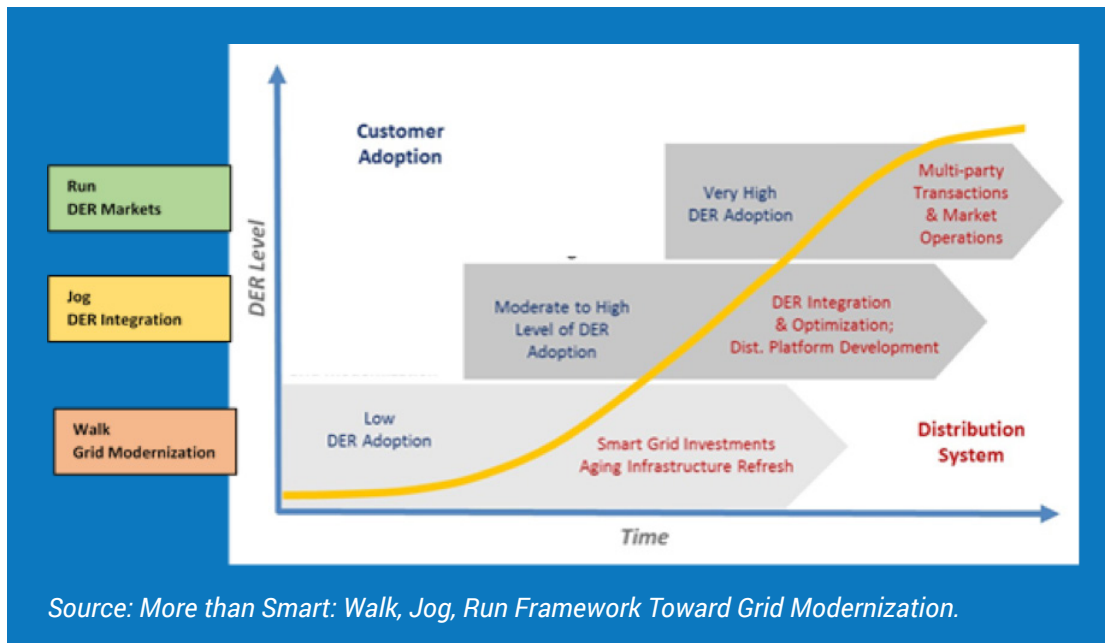 Customer
Adoption
Run
DER Markets
Very High
DER Adoption
Multi-party
Transactions
& Market
Operations
DER Level
Jog
DER Integration
Moderate to High
Level of DER
Adoption
DER Integration
& Optimization;
Dist. Platform Development
Walk
Grid Modernization
Low
DER Adoption
Smart Grid Investments
Aging Infrastructure Refresh
Distribution
System
Time
Source: More than Smart: Walk, Jog, Run Framework Toward Grid Modernization.